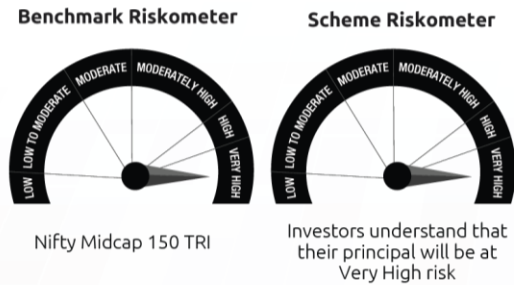 Benchmark Riskometer
LOW
LOW TO MODERATE
MODERATE
MODERATELY HIGH
HIGH
VERY HIGH
Nifty Midcap 150 TRI
Scheme Riskometer
LOW
LOW TO MODERATE
MODERATE
MODERATELY HIGH
HIGH
VERY HIGH
Investors understand that
their principal will be at
Very High risk